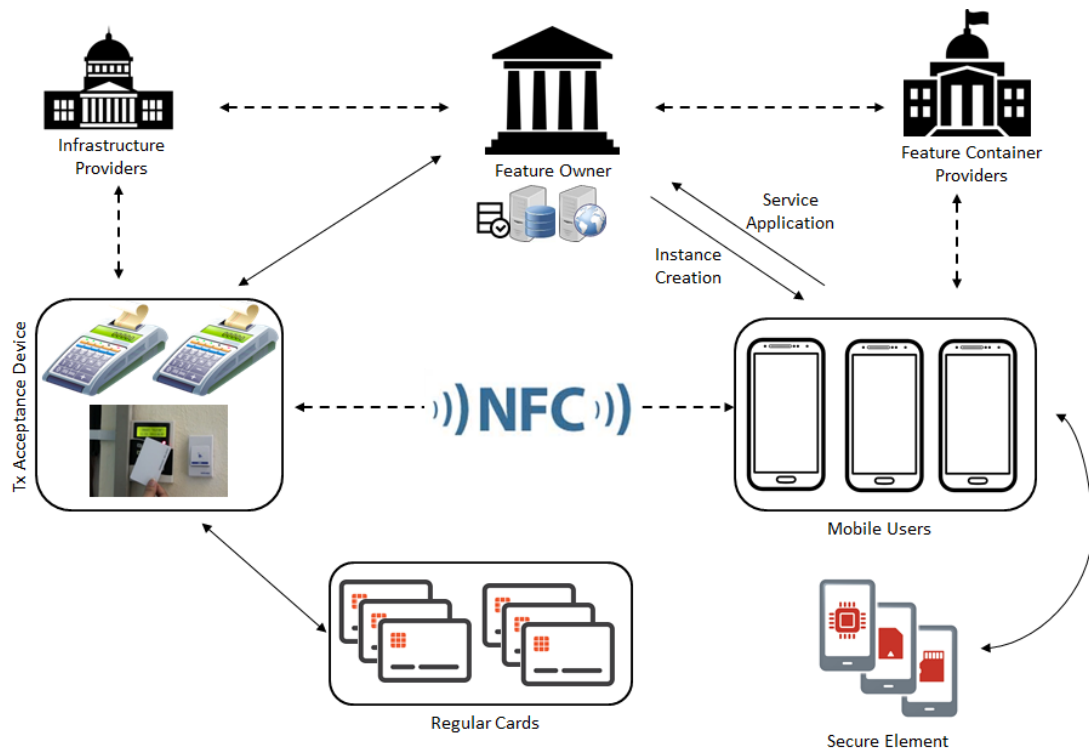 Infrastructure
Providers
Feature Owner
Feature Container
Providers
Service
Application
Instance
Creation
Tx Acceptance Device
NFC
Mobile Users
Regular Cards
Secure Element